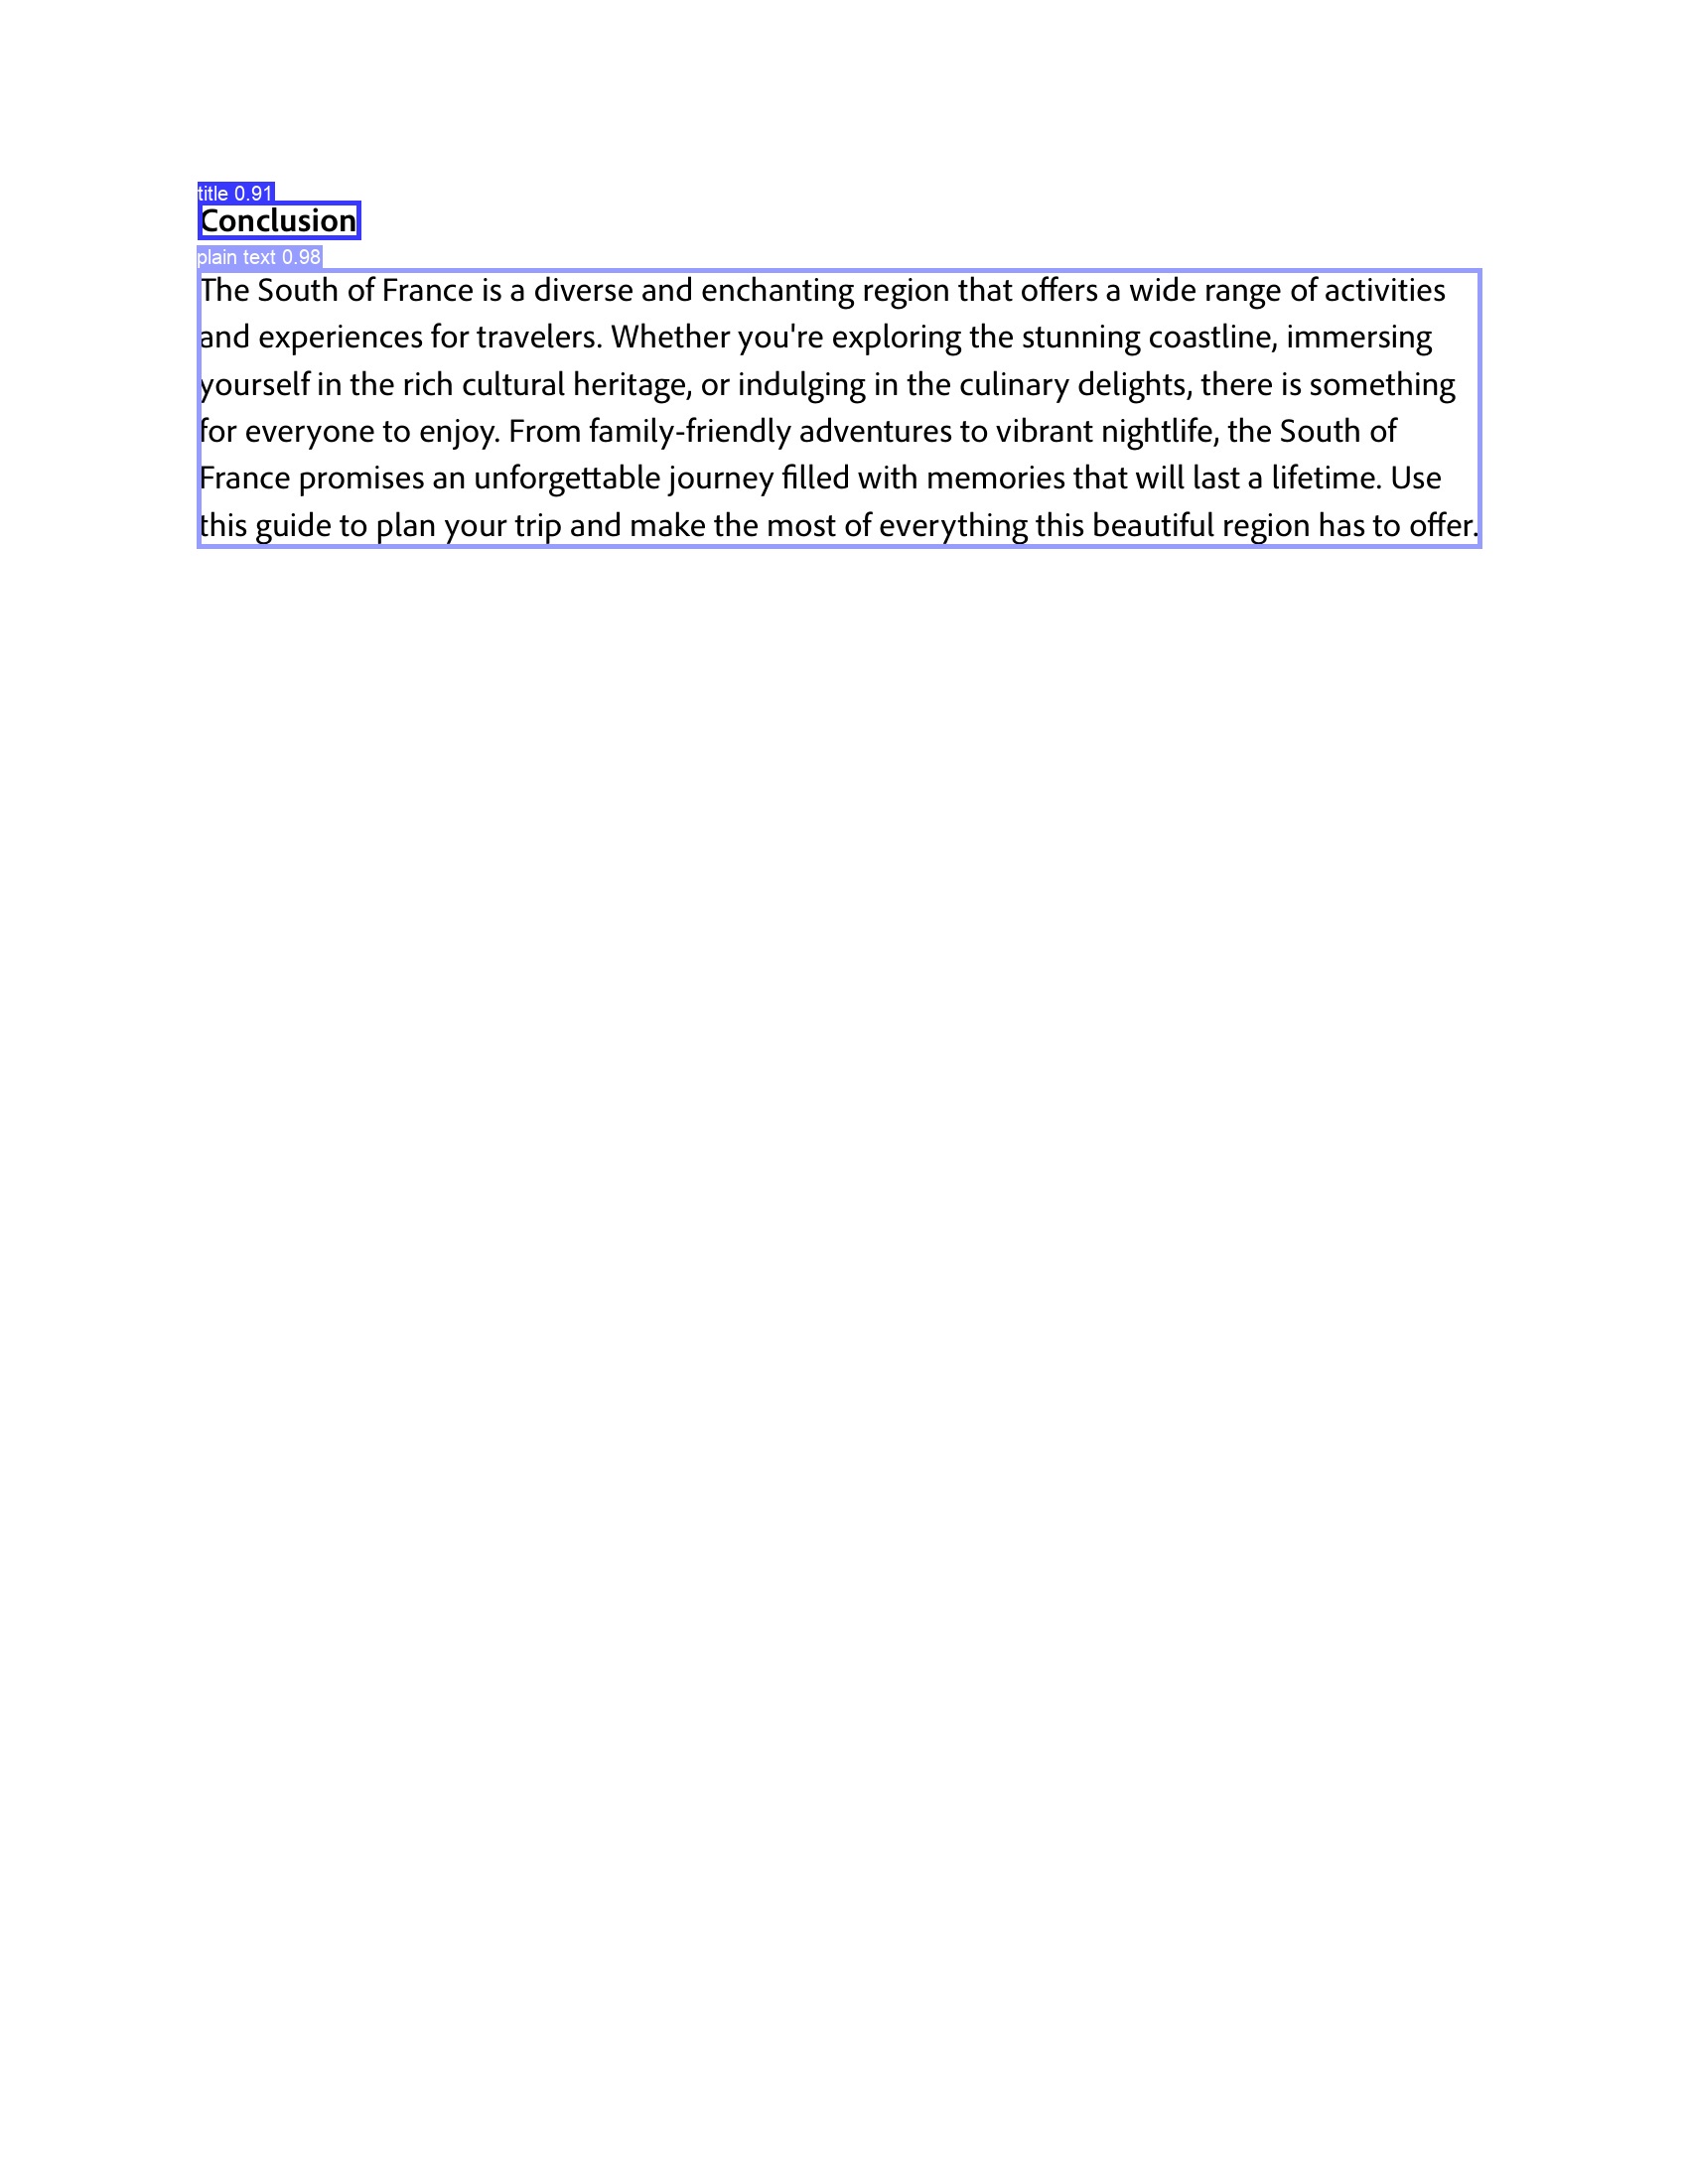 title 0.91
Conclusion
plain text 0.98
The South of France is a diverse and enchanting region that offers a wide range of activities
and experiences for travelers. Whether you're exploring the stunning coastline, immersing
yourself in the rich cultural heritage, or indulging in the culinary delights, there is something
for everyone to enjoy. From family-friendly adventures to vibrant nightlife, the South of
France promises an unforgettable journey filled with memories that will last a lifetime. Use
this guide to plan your trip and make the most of everything this beautiful region has to offer.